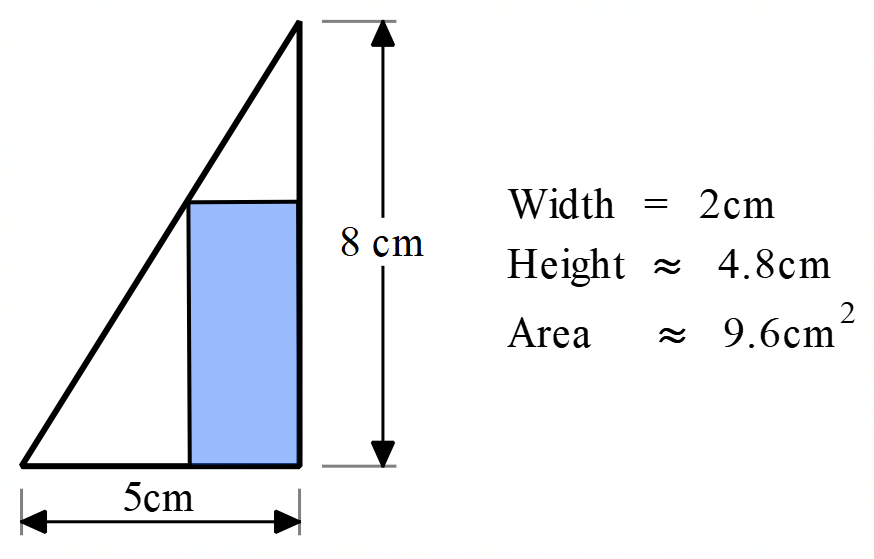 8 cm
5cm
Width = 2cm
Height ≈ 4.8cm
Area ≈ 9.6cm²